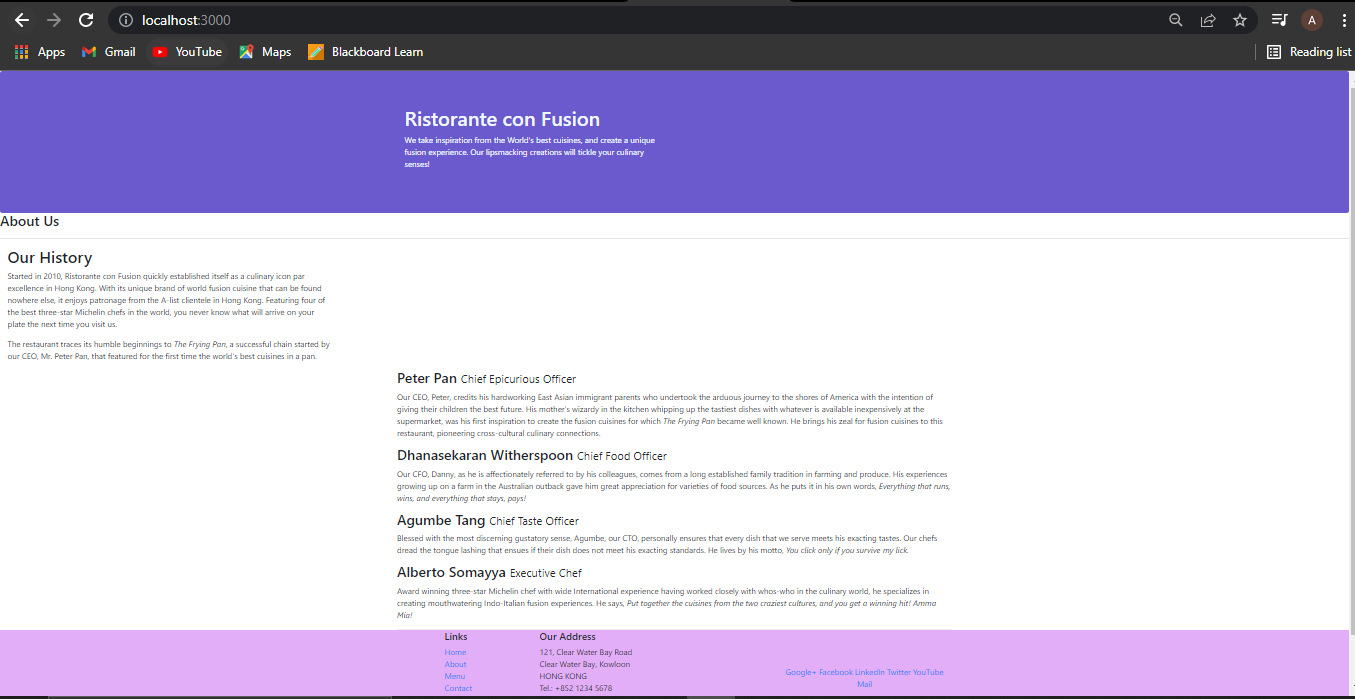 localhost:3000
A
Apps Gmail YouTube Maps Blackboard Learn Reading list
Ristorante con Fusion
We take inspiration from the World's best cuisines, and create a unique
fusion experience. Our lipsmacking creations will tickle your culinary
senses!
About Us
Our History
Started in 2010, Ristorante con Fusion quickly established itself as a culinary icon par
excellence in Hong Kong. With its unique brand of world fusion cuisine that can be found
nowhere else, it enjoys patronage from the A-list clientele in Hong Kong. Featuring four of
the best three-star Michelin chefs in the world, you never know what will arrive on your
plate the next time you visit us.
The restaurant traces its humble beginnings to The Frying Pan, a successful chain started by
our CEO, Mr. Peter Pan, that featured for the first time the world's best cuisines in a pan.
Peter Pan Chief Epicurious Officer
Our CEO, Peter, credits his hardworking East Asian immigrant parents who undertook the arduous journey to the shores of America with the intention of
giving their children the best future. His mother's wizardy in the kitchen whipping up the tastiest dishes with whatever is available inexpensively at the
supermarket, was his first inspiration to create the fusion cuisines for which The Frying Pan became well known. He brings his zeal for fusion cuisines to this
restaurant, pioneering cross-cultural culinary connections.
Dhanasekaran Witherspoon Chief Food Officer
Our CFO, Danny, as he is affectionately referred to by his colleagues, comes from a long established family tradition in farming and produce. His experiences
growing up on a farm in the Australian outback gave him great appreciation for varieties of food sources. As he puts it in his own words, Everything that runs,
wins, and everything that stays, pays!
Agumbe Tang Chief Taste Officer
Blessed with the most discerning gustatory sense, Agumbe, our CTO, personally ensures that every dish that we serve meets his exacting tastes. Our chefs
dread the tongue lashing that ensues if their dish does not meet his exacting standards. He lives by his motto, You click only if you survive my lick.
Alberto Somayya Executive Chef
Award winning three-star Michelin chef with wide International experience having worked closely with whos-who in the culinary world, he specializes in
creating mouthwatering Indo-Italian fusion experiences. He says, Put together the cuisines from the two craziest cultures, and you get a winning hit! Amma
Mia!
Links
Home
About
Menu
Contact
Our Address
121, Clear Water Bay Road
Clear Water Bay, Kowloon
HONG KONG
Tel.: +852 1234 5678
Google+ Facebook LinkedIn Twitter YouTube
Mail